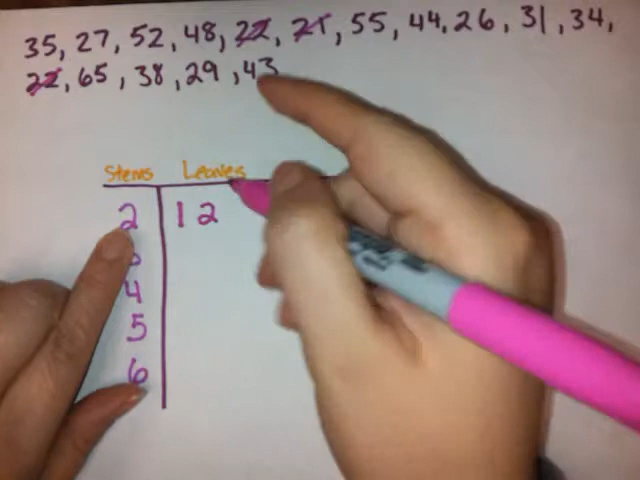 35, 27, 52, 48, 22, 21, 55, 44, 26, 31, 34,
22, 65, 38, 29, 43
Stems Leaves
2 1 2
4
5
6